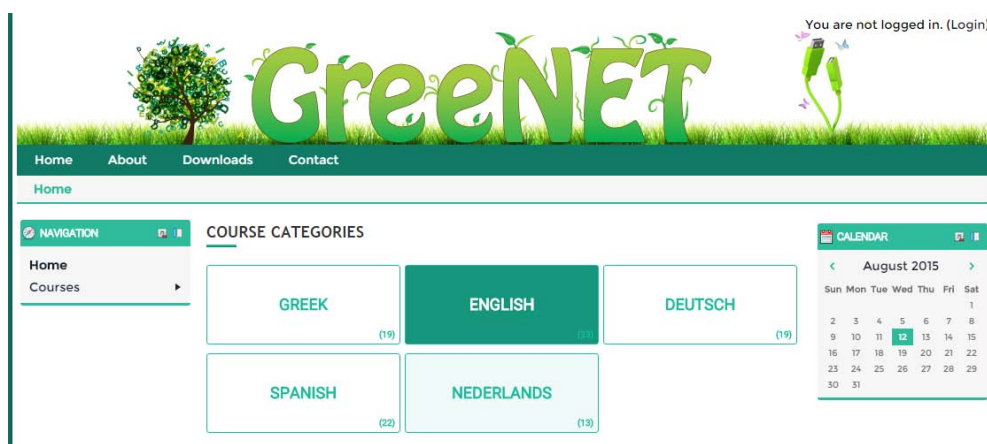 You are not logged in. (Login)
GreeNET
Home About Downloads Contact
Home
NAVIGATION
Home
Courses
COURSE CATEGORIES
GREEK
(19)
ENGLISH
DEUTSCH
(19)
SPANISH
(22)
NEDERLANDS
(13)
CALENDAR
August 2015
Sun Mon Tue Wed Thu Fri Sat
1
2 3 4 5 6 7 8
9 10 11 12 13 14 15
16 17 18 19 20 21 22
23 24 25 26 27 28 29
30 31